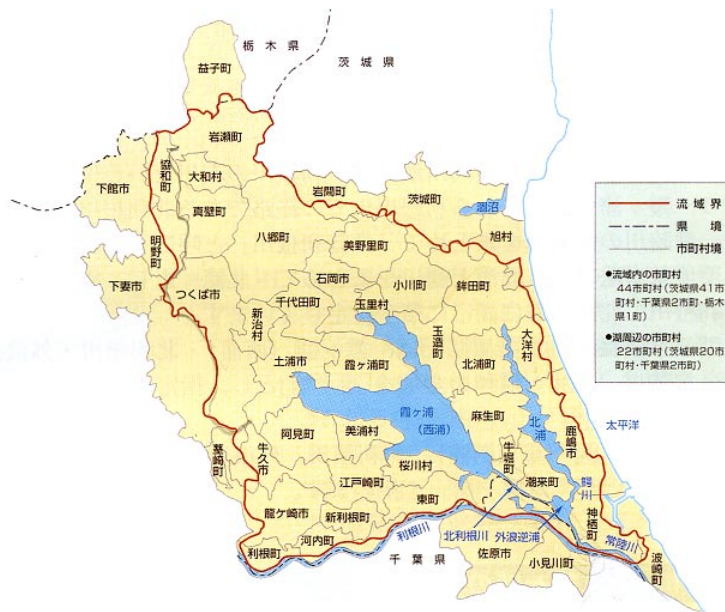 栃木県
茨城県
益子町
岩瀬町
協和町
大和村
下館市
真壁町
岩間町
茨城町
涸沼
旭村
八郷町
美野里町
明野町
下妻市
つくば市
石岡市
小川町
鉾田町
千代田町
玉里村
新治村
玉造町
大洋村
土浦市
霞ヶ浦町
北浦町
霞ヶ浦
(西浦)
麻生町
北浦
太平洋
鹿嶋市
阿見町
美浦村
牛久市
茎崎町
牛堀町
桜川村
潮来町
鰐川
江戸崎町
東町
神栖町
龍ケ崎市
新利根町
河内町
利根町
利根川
北利根川
外浪逆浦
常陸川
波崎町
千葉県
佐原市
小見川町
流域界
県境
市町村境
●流域内の市町村
44市町村(茨城県41市
町村・千葉県2市町・栃木
県1町)
●湖周辺の市町村
22市町村(茨城県20市
町村・千葉県2市町)